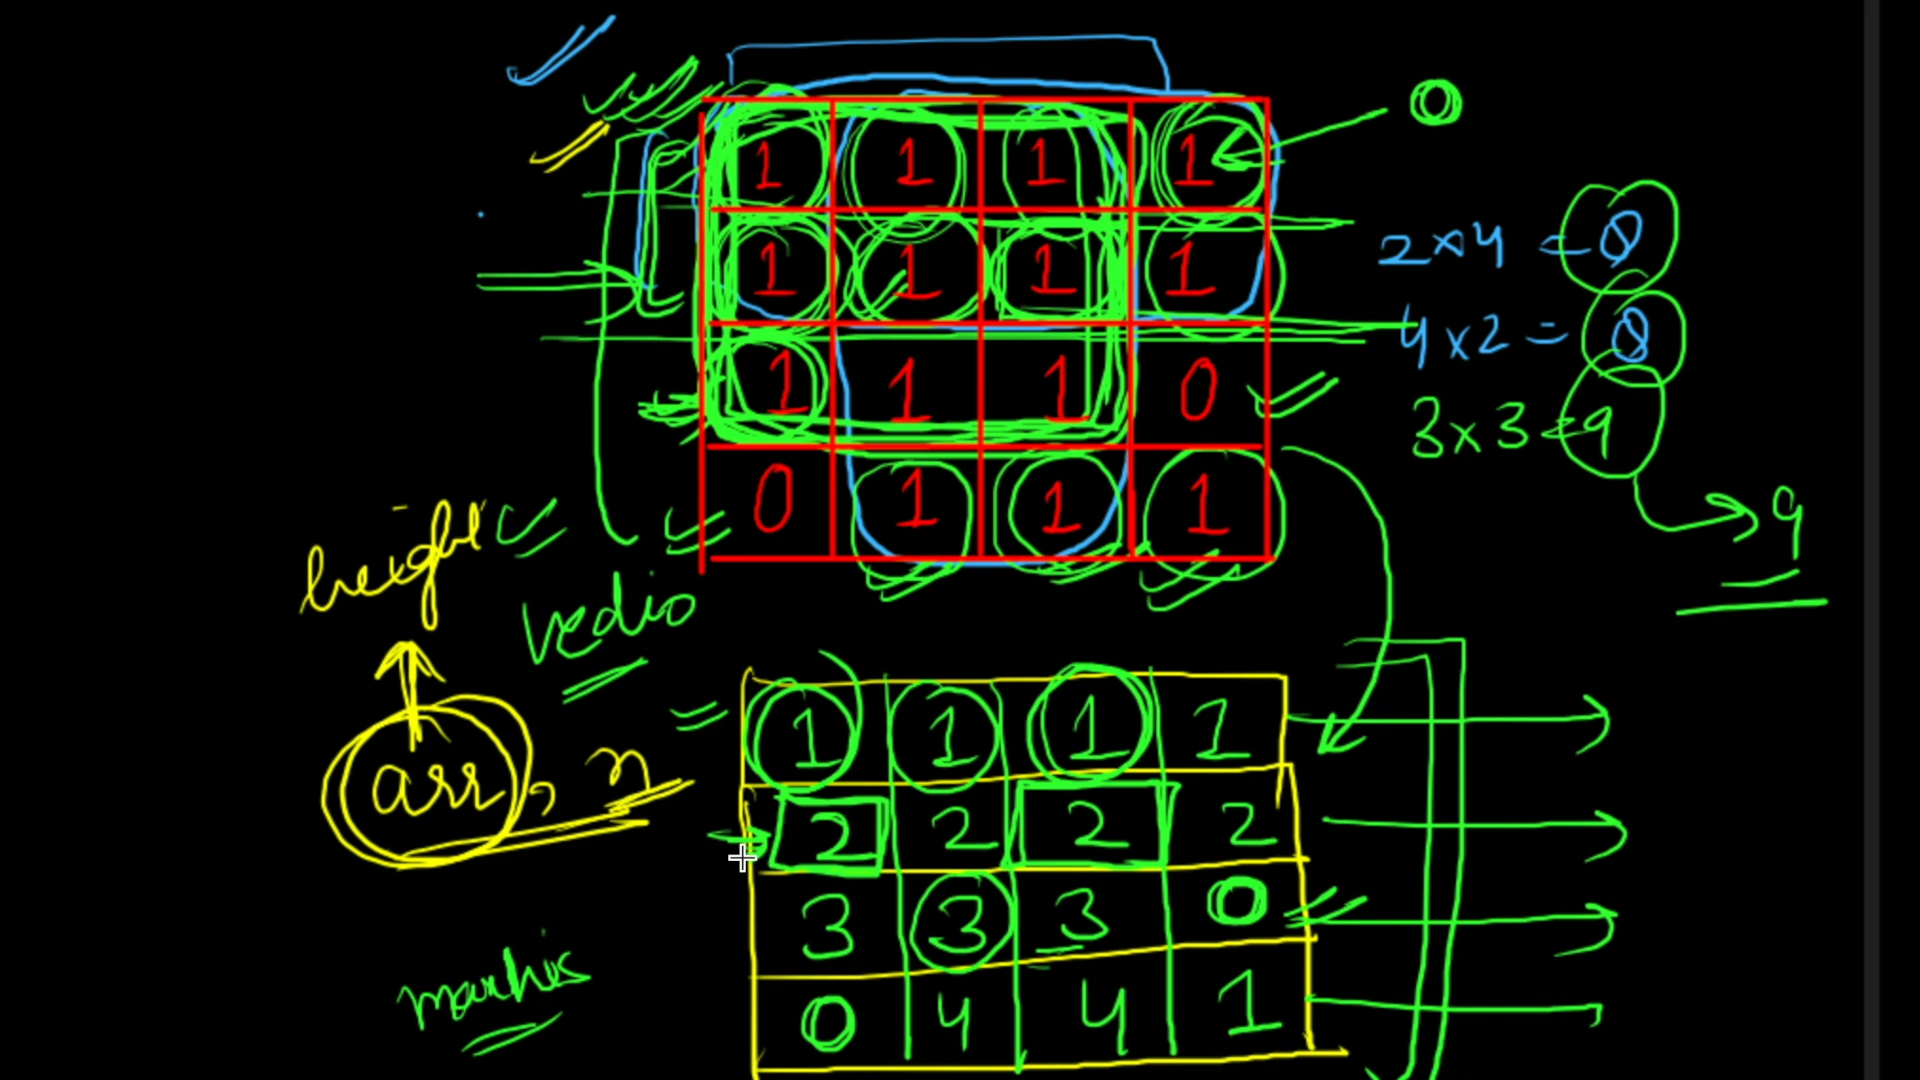 0
1 1 1 1
1 1 1 1
1 1 1 0
0 1 1 1
2x4 = 8
4x2 = 8
3x3 = 9
9
height
vedio
arr, n
1 1 1 1
2 2 2 2
3 3 3 0
0 4 4 1